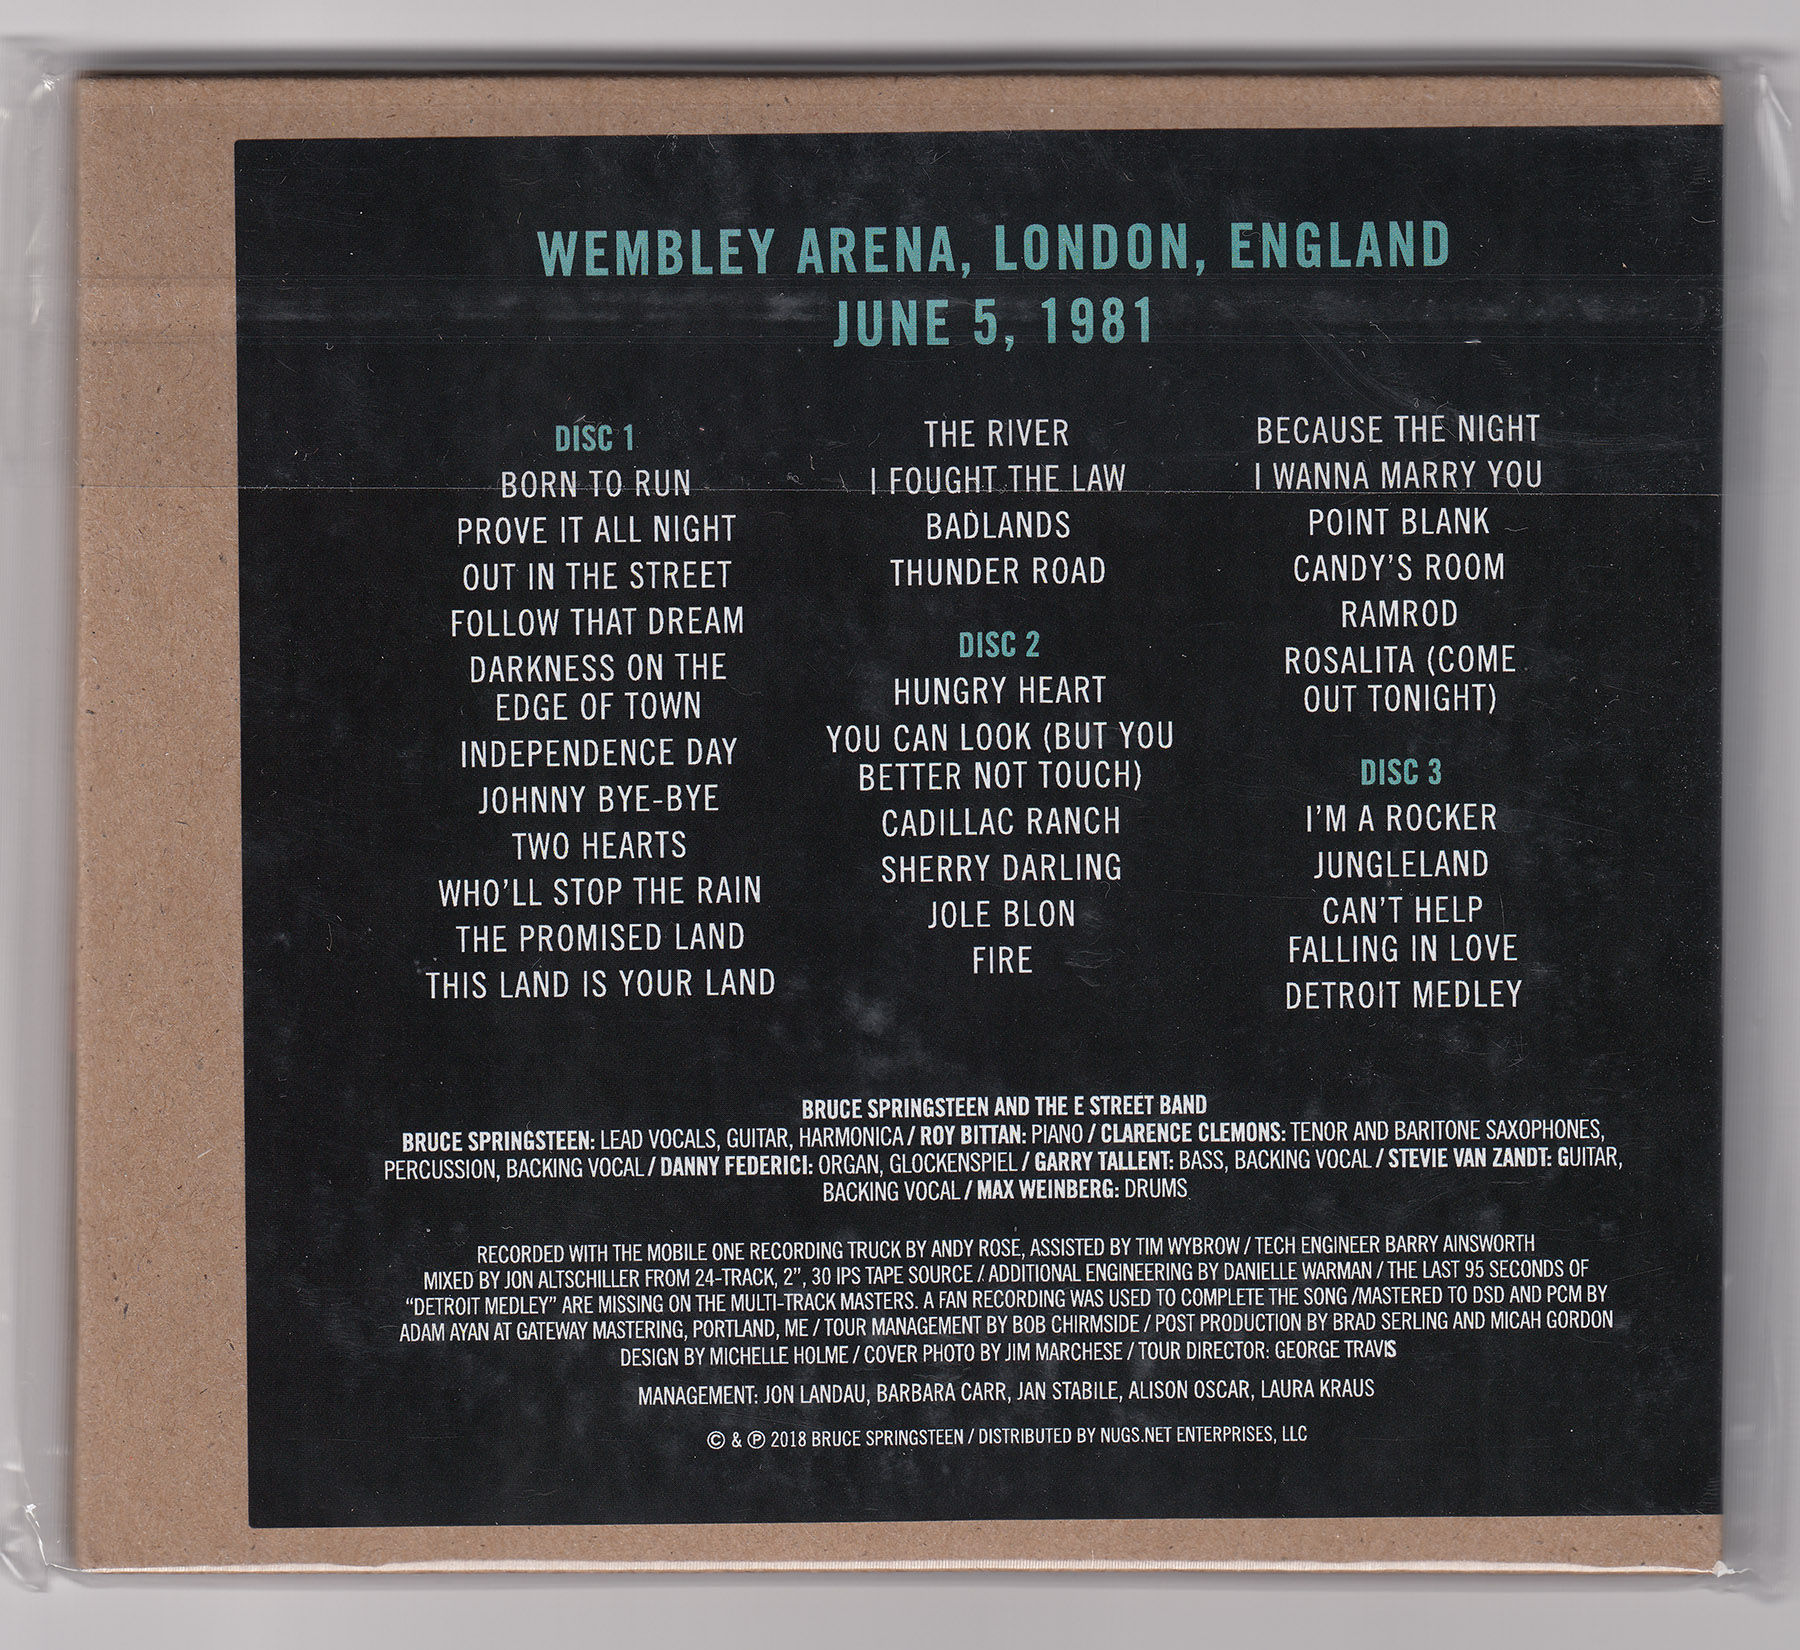 WEMBLEY ARENA, LONDON, ENGLAND
JUNE 5, 1981
DISC 1
BORN TO RUN
PROVE IT ALL NIGHT
OUT IN THE STREET
FOLLOW THAT DREAM
DARKNESS ON THE
EDGE OF TOWN
INDEPENDENCE DAY
JOHNNY BYE-BYE
TWO HEARTS
WHO'LL STOP THE RAIN
THE PROMISED LAND
THIS LAND IS YOUR LAND
THE RIVER
I FOUGHT THE LAW
BADLANDS
THUNDER ROAD
DISC 2
HUNGRY HEART
YOU CAN LOOK (BUT YOU
BETTER NOT TOUCH)
CADILLAC RANCH
SHERRY DARLING
JOLE BLON
FIRE
BECAUSE THE NIGHT
I WANNA MARRY YOU
POINT BLANK
CANDY'S ROOM
RAMROD
ROSALITA (COME
OUT TONIGHT)
DISC 3
I'M A ROCKER
JUNGLELAND
CAN'T HELP
FALLING IN LOVE
DETROIT MEDLEY
BRUCE SPRINGSTEEN AND THE E STREET BAND
BRUCE SPRINGSTEEN: LEAD VOCALS, GUITAR, HARMONICA / ROY BITTAN: PIANO / CLARENCE CLEMONS: TENOR AND BARITONE SAXOPHONES,
PERCUSSION, BACKING VOCAL / DANNY FEDERICI: ORGAN, GLOCKENSPIEL / GARRY TALLENT: BASS, BACKING VOCAL / STEVIE VAN ZANDT: GUITAR,
BACKING VOCAL / MAX WEINBERG: DRUMS
RECORDED WITH THE MOBILE ONE RECORDING TRUCK BY ANDY ROSE, ASSISTED BY TIM WYBROW / TECH ENGINEER BARRY AINSWORTH
MIXED BY JON ALTSCHILLER FROM 24-TRACK, 2”, 30 IPS TAPE SOURCE / ADDITIONAL ENGINEERING BY DANIELLE WARMAN / THE LAST 95 SECONDS OF
“DETROIT MEDLEY” ARE MISSING ON THE MULTI-TRACK MASTERS. A FAN RECORDING WAS USED TO COMPLETE THE SONG /MASTERED TO DSD AND PCM BY
ADAM AYAN AT GATEWAY MASTERING, PORTLAND, ME / TOUR MANAGEMENT BY BOB CHIRMSIDE / POST PRODUCTION BY BRAD SERLING AND MICAH GORDON
DESIGN BY MICHELLE HOLME / COVER PHOTO BY JIM MARCHESE / TOUR DIRECTOR: GEORGE TRAVIS
MANAGEMENT: JON LANDAU, BARBARA CARR, JAN STABILE, ALISON OSCAR, LAURA KRAUS
© & ℗ 2018 BRUCE SPRINGSTEEN / DISTRIBUTED BY NUGS.NET ENTERPRISES, LLC